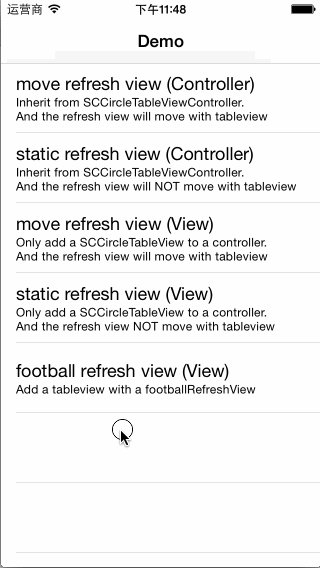 运营商 下午11:48
Demo
move refresh view (Controller)
Inherit from SCCircleTableViewController.
And the refresh view will move with tableview
static refresh view (Controller)
Inherit from SCCircleTableViewController.
And the refresh view will NOT move with tableview
move refresh view (View)
Only add a SCCircleTableView to a controller.
And the refresh view will move with tableview
static refresh view (View)
Only add a SCCircleTableView to a controller.
And the refresh view NOT move with tableview
football refresh view (View)
Add a tableview with a footballRefreshView